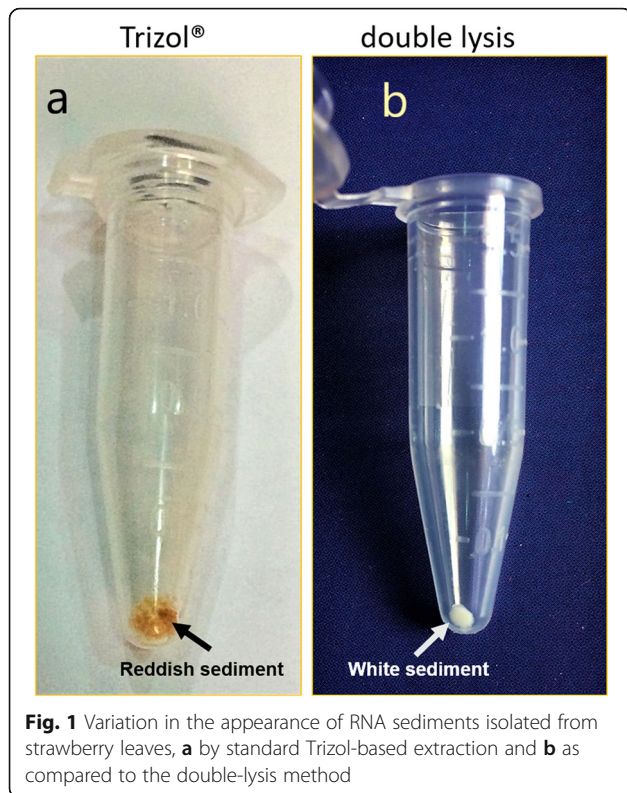 Trizol® double lysis
a b
Reddish sediment White sediment
Fig. 1 Variation in the appearance of RNA sediments isolated from
strawberry leaves, a by standard Trizol-based extraction and b as
compared to the double-lysis method